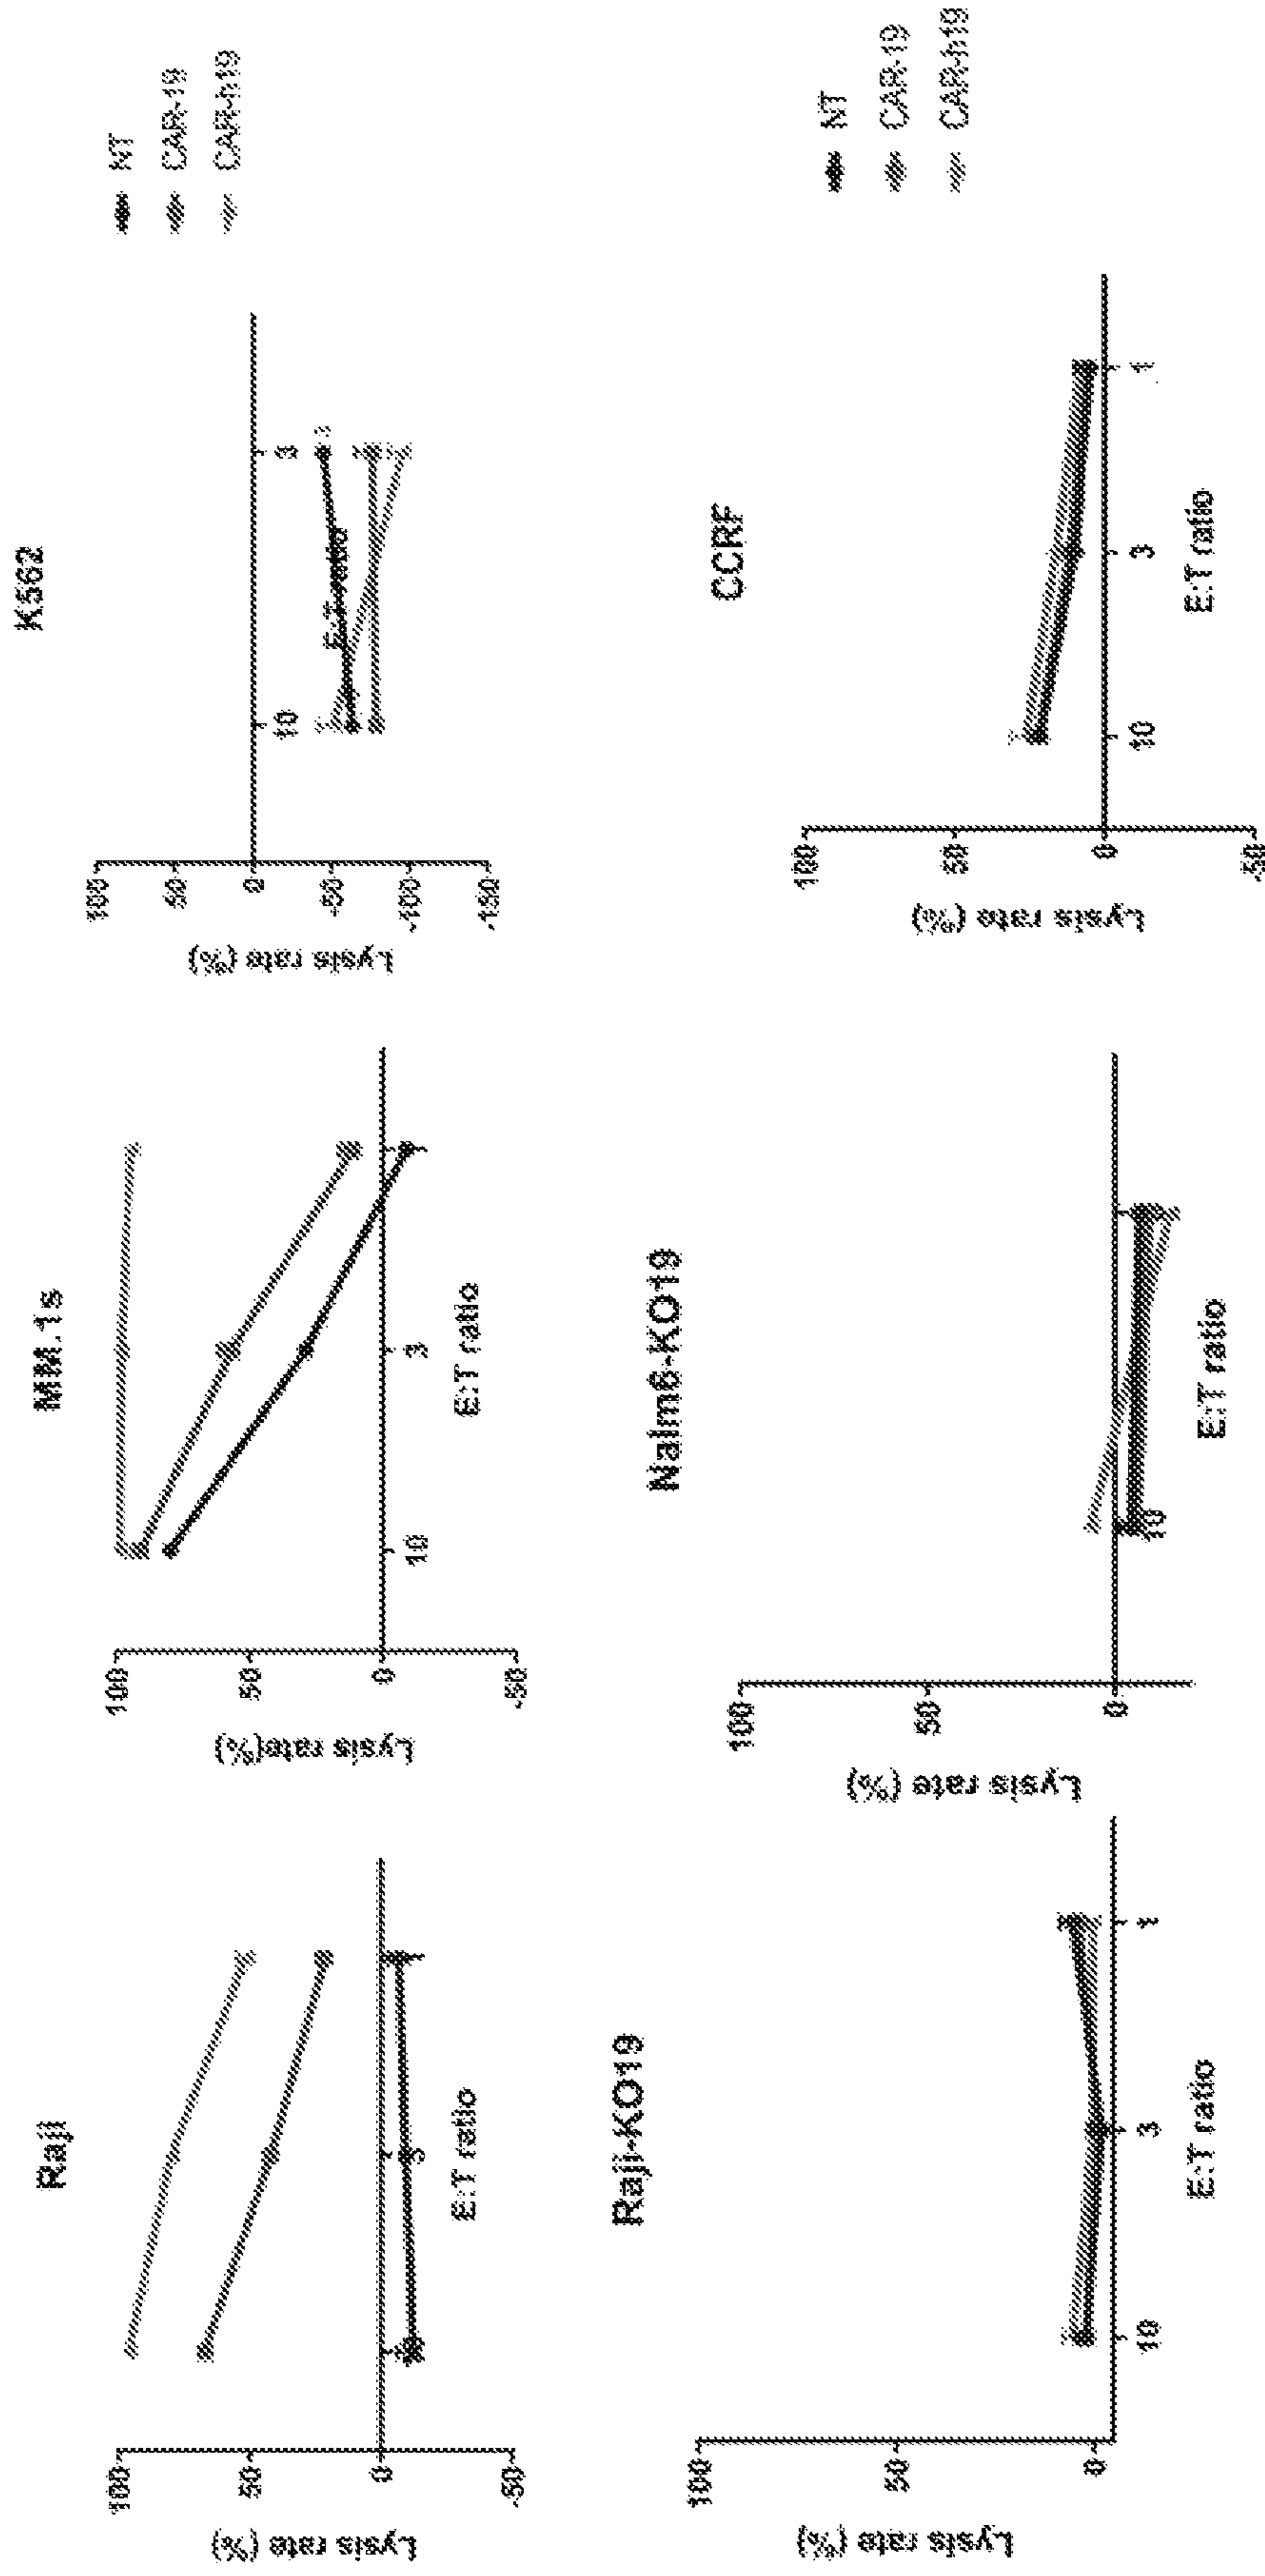 Raji
100
50
0
-50
Lysis rate (%)
10
3
1
E:T ratio
MM.1s
100
50
0
-50
Lysis rate(%)
10
3
1
E:T ratio
K562
100
50
0
-50
-100
-150
Lysis rate (%)
10
3
E:T ratio
NT
CAR-19
CAR-h19
Raji-KO19
100
50
0
Lysis rate (%)
10
3
1
E:T ratio
Nalm6-KO19
100
50
0
Lysis rate (%)
10
E:T ratio
CCRF
100
50
0
-50
Lysis rate (%)
10
3
1
E:T ratio
NT
CAR-19
CAR-h19